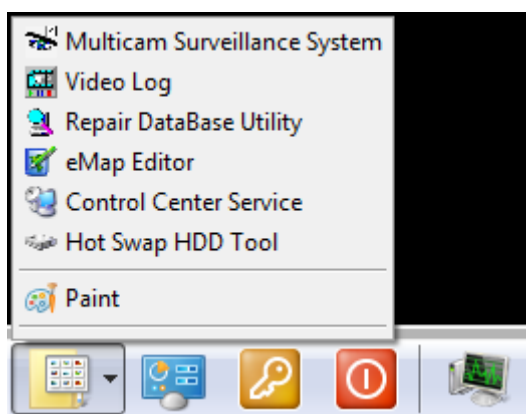 Multicam Surveillance System
Video Log
Repair DataBase Utility
eMap Editor
Control Center Service
Hot Swap HDD Tool
Paint